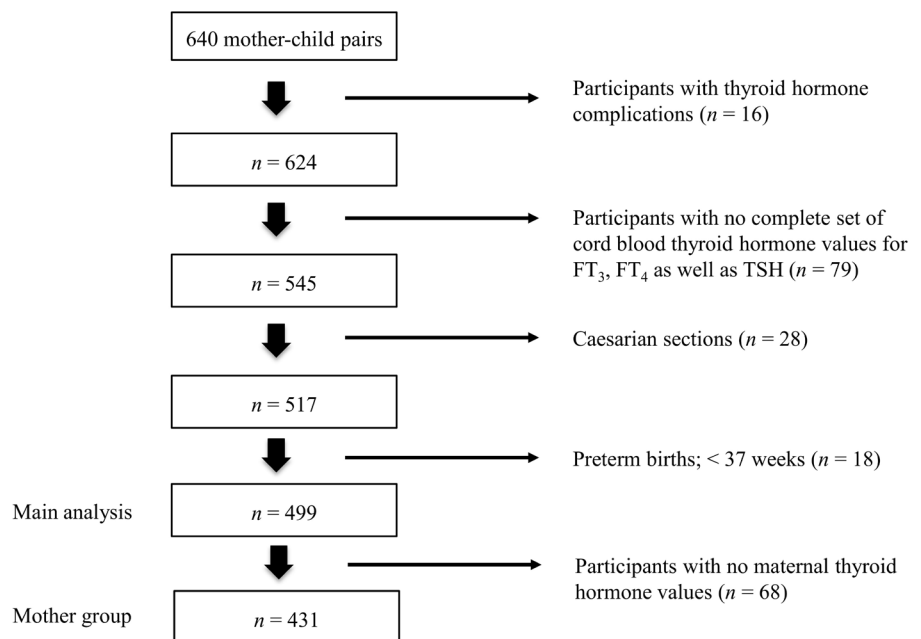 640 mother-child pairs
Participants with thyroid hormone
complications (n = 16)
n = 624
Participants with no complete set of
cord blood thyroid hormone values for
FT₃, FT₄ as well as TSH (n = 79)
n = 545
Caesarian sections (n = 28)
n = 517
Preterm births; < 37 weeks (n = 18)
Main analysis
n = 499
Participants with no maternal thyroid
hormone values (n = 68)
Mother group
n = 431